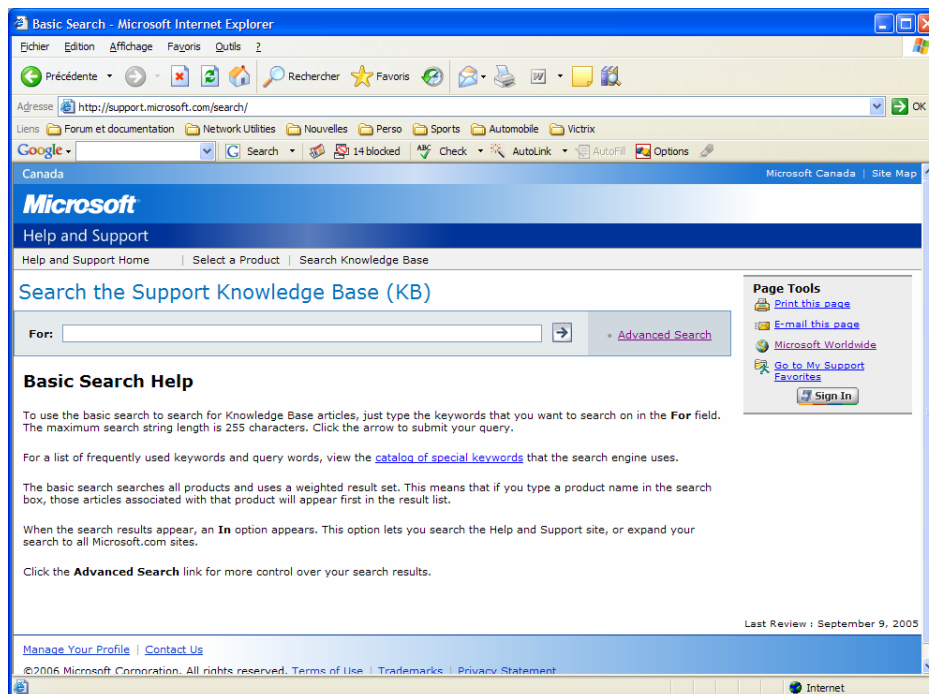 Basic Search - Microsoft Internet Explorer
Fichier Edition Affichage Favoris Outils ?
Précédente Rechercher Favoris
Adresse http://support.microsoft.com/search/ OK
Liens Forum et documentation Network Utilities Nouvelles Perso Sports Automobile Victrix
Google Search 14 blocked ABC Check AutoLink AutoFill Options
Canada Microsoft Canada | Site Map
Microsoft
Help and Support
Help and Support Home | Select a Product | Search Knowledge Base
Search the Support Knowledge Base (KB)
For: Advanced Search
Page Tools
Print this page
E-mail this page
Microsoft Worldwide
Go to My Support
Favorites
Sign In
Basic Search Help
To use the basic search to search for Knowledge Base articles, just type the keywords that you want to search on in the For field.
The maximum search string length is 255 characters. Click the arrow to submit your query.
For a list of frequently used keywords and query words, view the catalog of special keywords that the search engine uses.
The basic search searches all products and uses a weighted result set. This means that if you type a product name in the search
box, those articles associated with that product will appear first in the result list.
When the search results appear, an In option appears. This option lets you search the Help and Support site, or expand your
search to all Microsoft.com sites.
Click the Advanced Search link for more control over your search results.
Last Review : September 9, 2005
Manage Your Profile | Contact Us
©2006 Microsoft Corporation. All rights reserved. Terms of Use | Trademarks | Privacy Statement
Internet